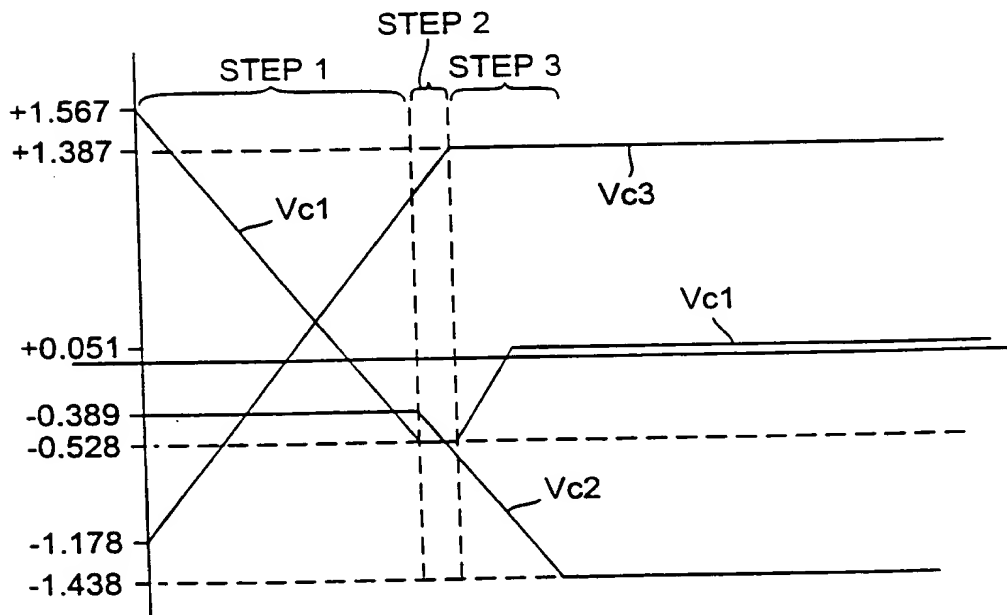 STEP 2
STEP 1
STEP 3
+1.567
+1.387
Vc3
Vc1
Vc1
+0.051
-0.389
-0.528
Vc2
-1.178
-1.438